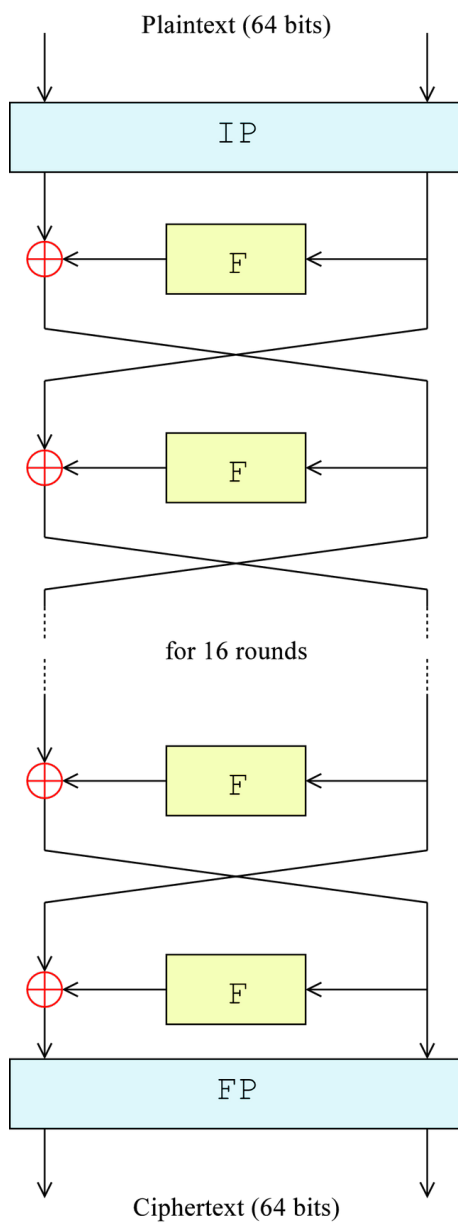 Plaintext (64 bits)
IP
F
F
for 16 rounds
F
F
FP
Ciphertext (64 bits)